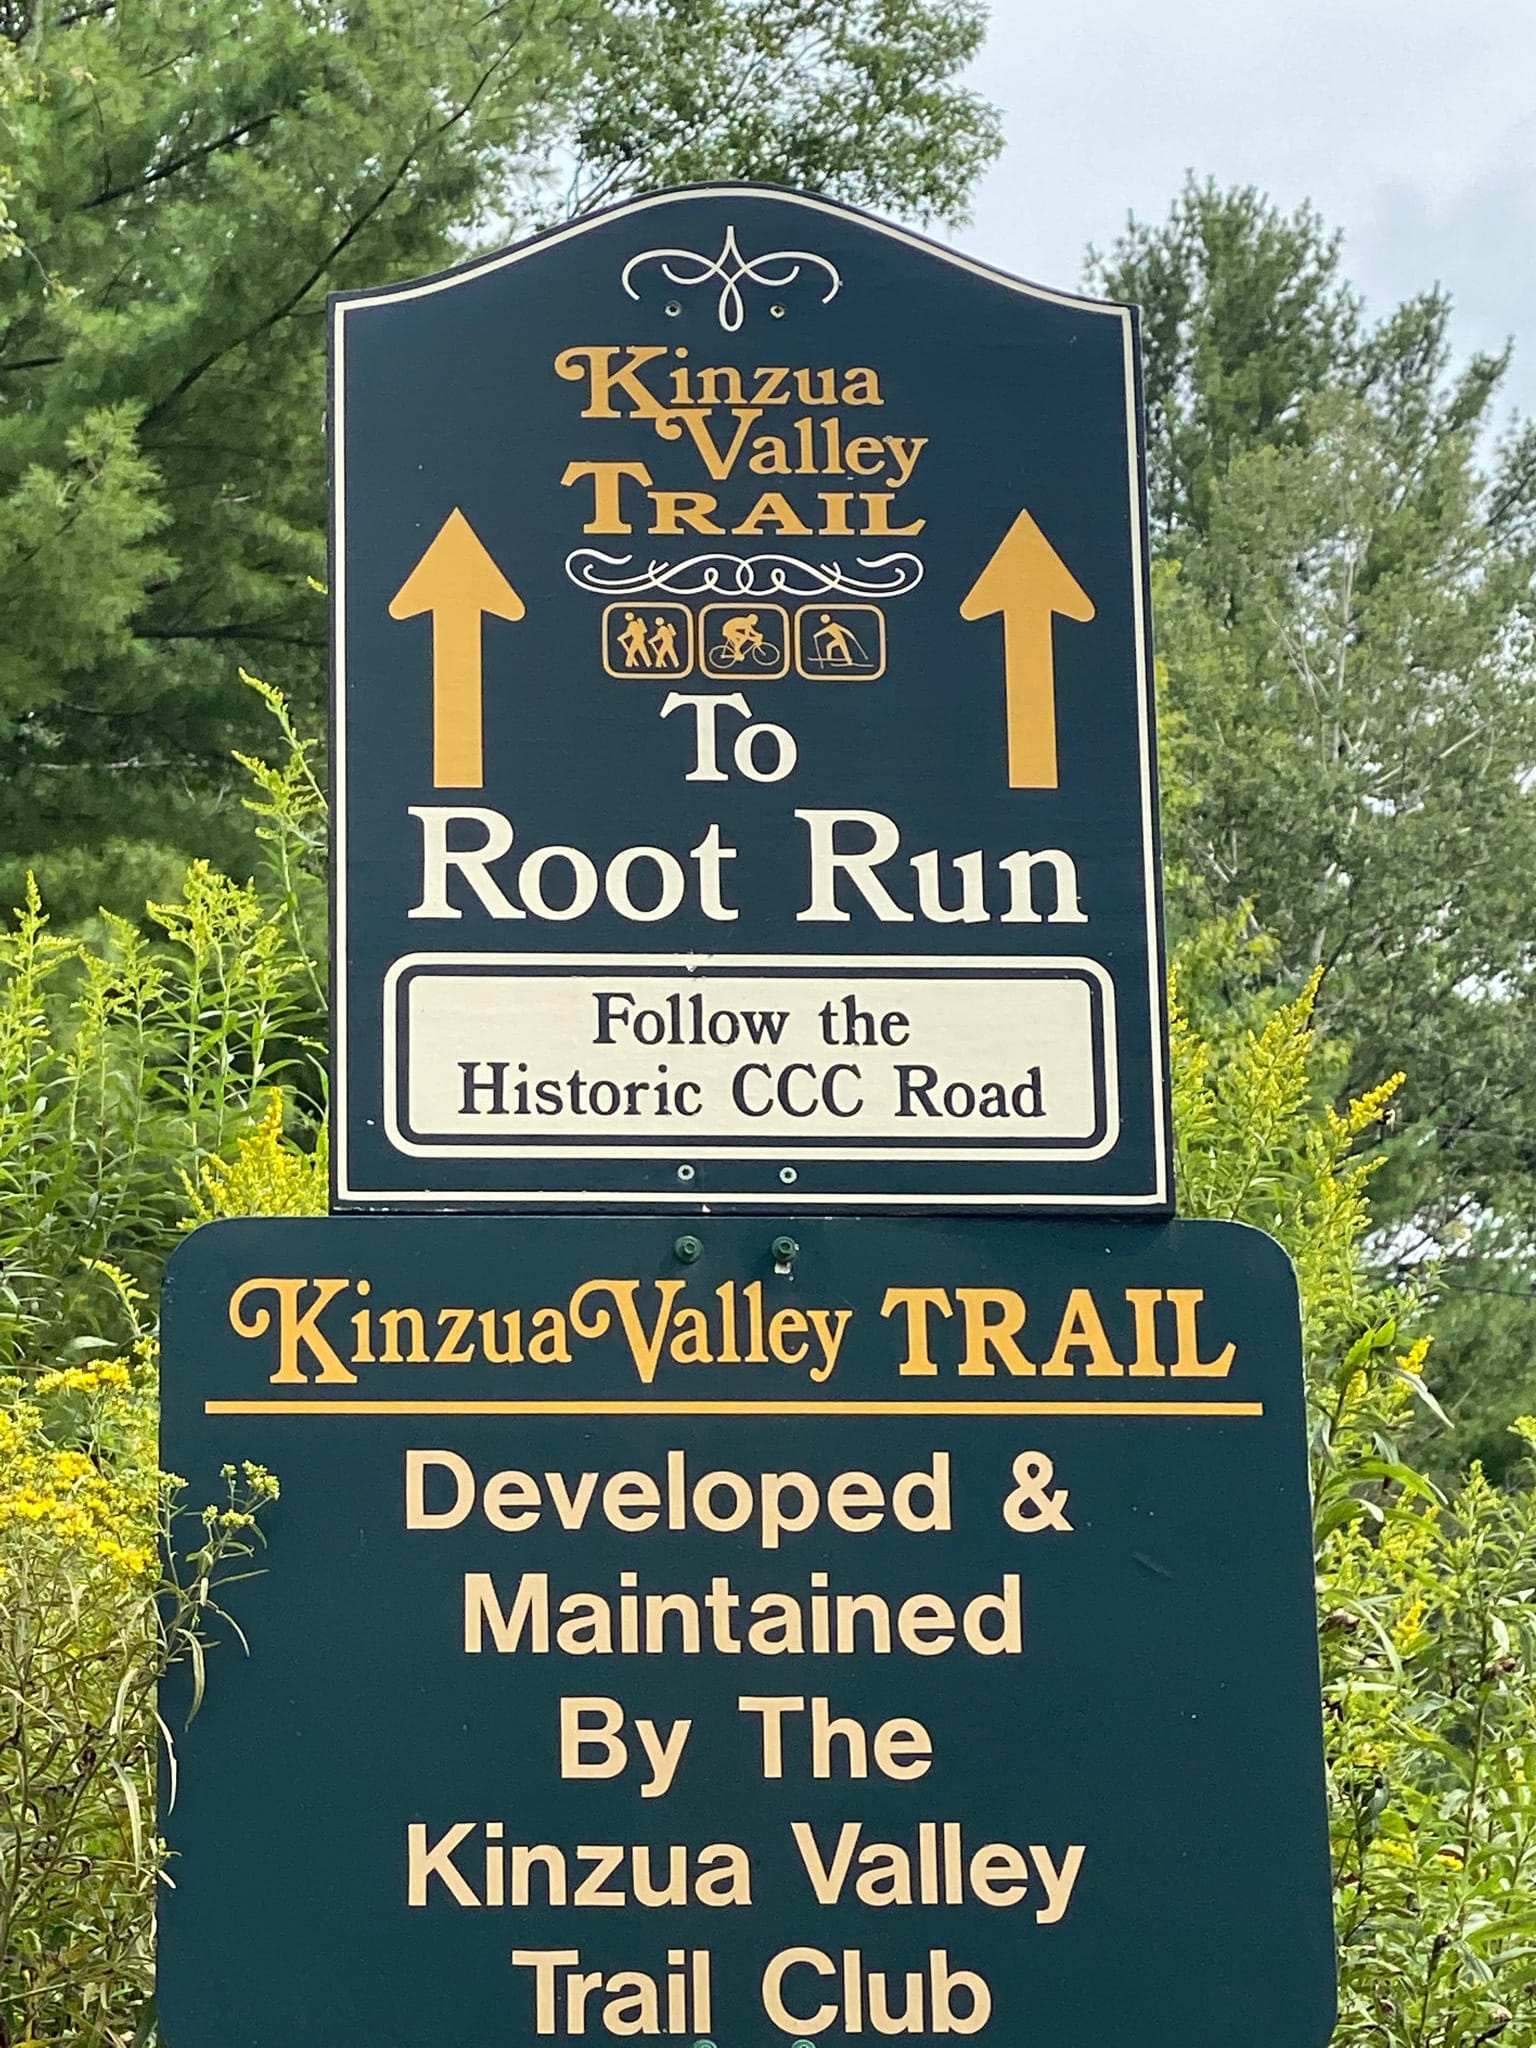 Kinzua
Valley
TRAIL
To
Root Run
Follow the
Historic CCC Road
Kinzua Valley TRAIL
Developed &
Maintained
By The
Kinzua Valley
Trail Club